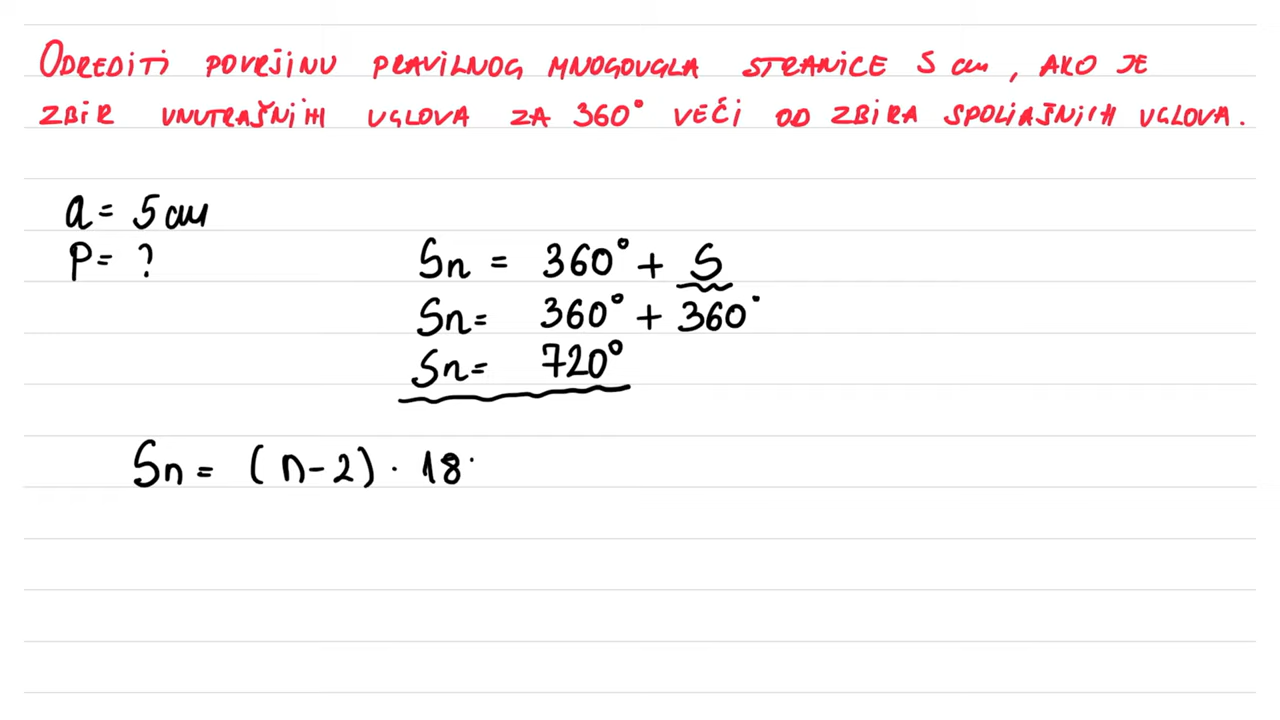 ODREDITI POVRŠINU PRAVILNOG MNOGOUGLA STRANICE 5 cm, AKO JE
ZBIR UNUTRAŠNJIH UGLOVA ZA 360° VEĆI OD ZBIRA SPOLJAŠNJIH UGLOVA.
a = 5 cm
P = ?
Sn = 360° + S
Sn = 360° + 360°
Sn = 720°
Sn = (n-2) · 18